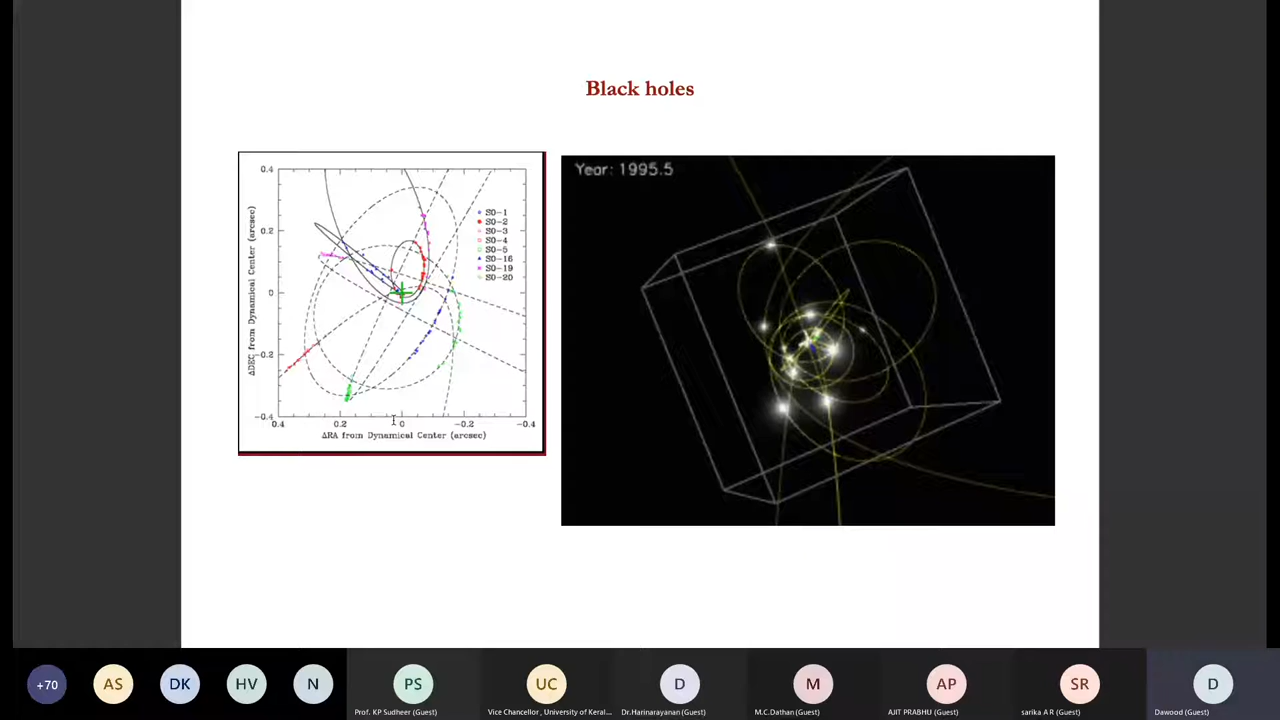 Black holes
0.4
0.2
0
-0.2
-0.4
ΔDEC from Dynamical Center (arcsec)
S0-1
S0-2
S0-3
S0-4
S0-5
S0-16
S0-19
S0-20
0.4 0.2 0 -0.2 -0.4
ΔRA from Dynamical Center (arcsec)
Year: 1995.5
+70 AS DK HV N PS UC D M AP SR D
Prof. KP Sudheer (Guest) Vice Chancellor , University of Keral... Dr.Harinarayanan (Guest) M.C.Dathan (Guest) AJIT PRABHU (Guest) sarika A R (Guest) Dawood (Guest)